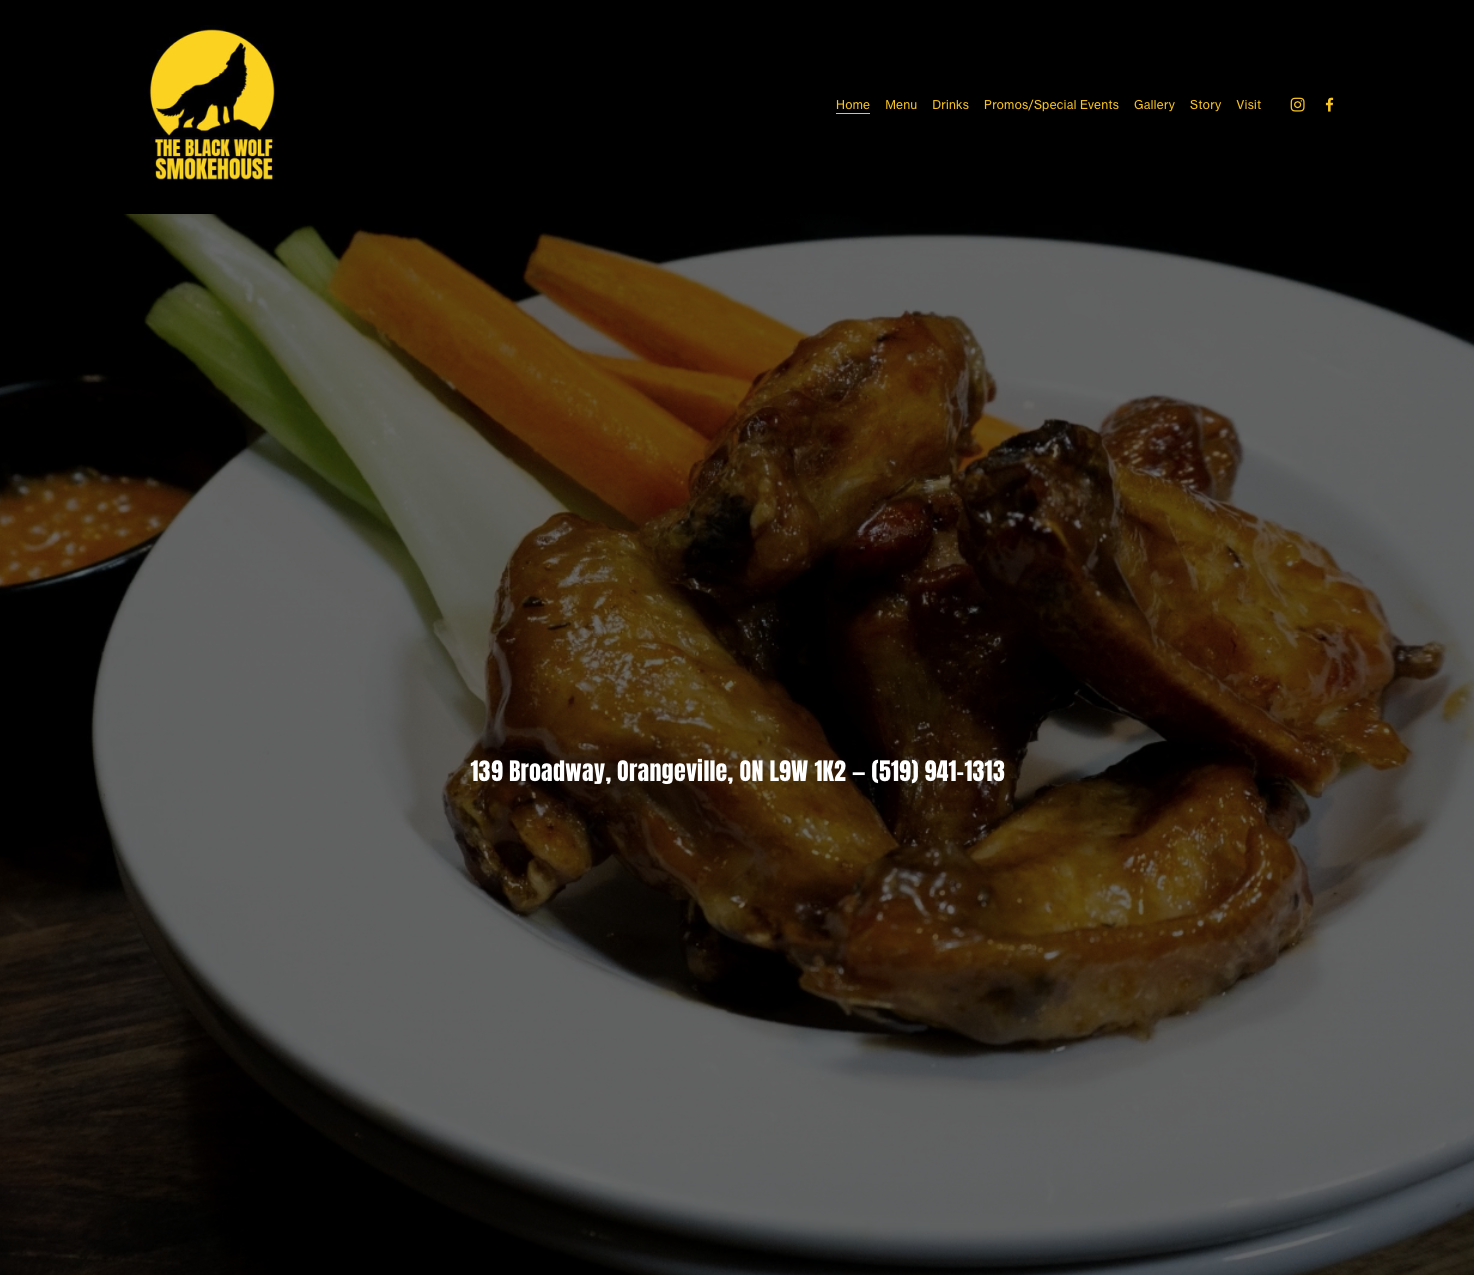 THE BLACK WOLF
SMOKEHOUSE
Home Menu Drinks Promos/Special Events Gallery Story Visit
139 Broadway, Orangeville, ON L9W 1K2 – (519) 941-1313